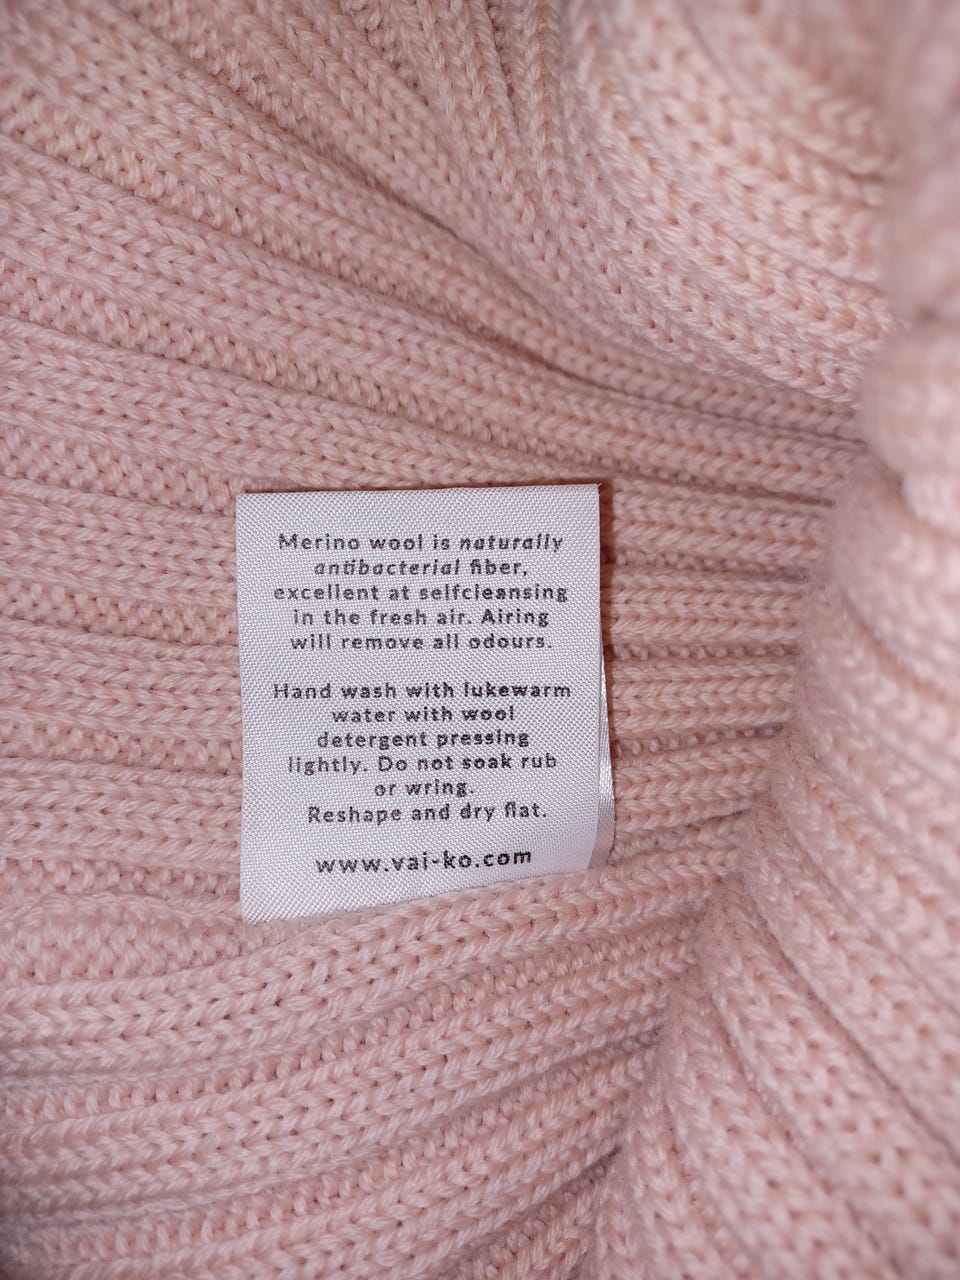 Merino wool is naturally
antibacterial fiber,
excellent at selfcleansing
in the fresh air. Airing
will remove all odours.
Hand wash with lukewarm
water with wool
detergent pressing
lightly. Do not soak rub
or wring.
Reshape and dry flat.
www.vai-ko.com